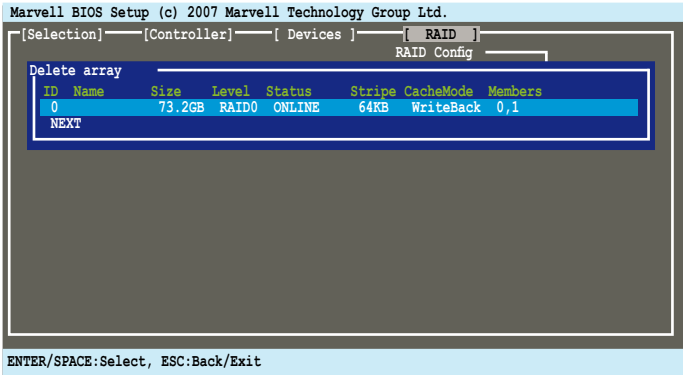 Marvell BIOS Setup (c) 2007 Marvell Technology Group Ltd.
[Selection] [Controller] [ Devices ] [ RAID ]
RAID Config
Delete array
ID Name Size Level Status Stripe CacheMode Members
0 73.2GB RAID0 ONLINE 64KB WriteBack 0,1
NEXT
ENTER/SPACE:Select, ESC:Back/Exit